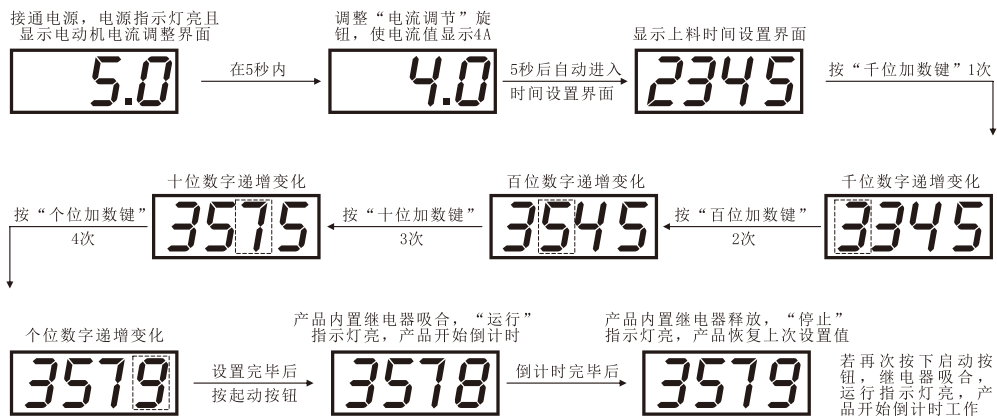 接通电源，电源指示灯亮且
显示电动机电流调整界面
5.0
在5秒内
调整“电流调节”旋
钮，使电流值显示4A
4.0
5秒后自动进入
时间设置界面
显示上料时间设置界面
2345
按“千位加数键”1次
千位数字递增变化
3345
按“百位加数键”
2次
百位数字递增变化
3545
按“十位加数键”
3次
十位数字递增变化
3575
按“个位加数键”
4次
个位数字递增变化
3579
设置完毕后
按起动按钮
产品内置继电器吸合，“运行”
指示灯亮，产品开始倒计时
3578
倒计时完毕后
产品内置继电器释放，“停止”
指示灯亮，产品恢复上次设置值
3579
若再次按下启动按
钮，继电器吸合，
运行指示灯亮，产
品开始倒计时工作